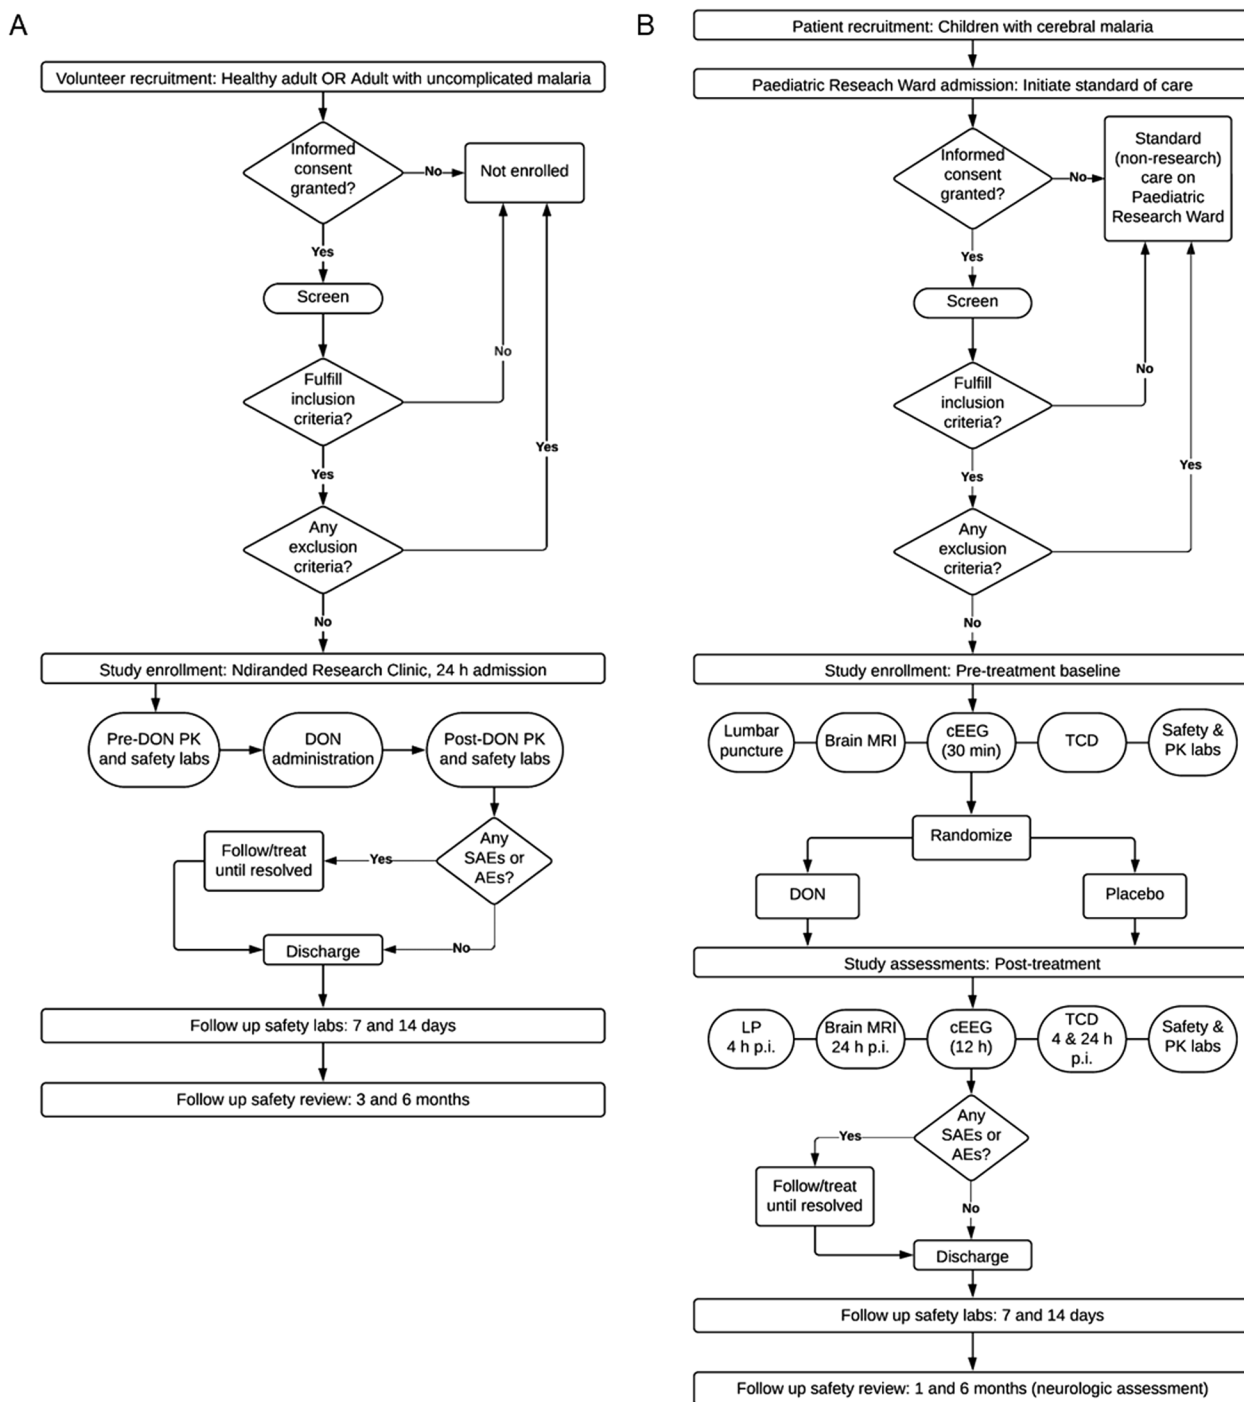 A
Volunteer recruitment: Healthy adult OR Adult with uncomplicated malaria
Informed
consent
granted?
No
Not enrolled
Yes
Screen
No
Fulfill
inclusion
criteria?
Yes
Yes
Any
exclusion
criteria?
No
Study enrollment: Ndiranded Research Clinic, 24 h admission
Pre-DON PK
and safety labs
DON
administration
Post-DON PK
and safety labs
Any
SAEs or
AEs?
Yes
Follow/treat
until resolved
No
Discharge
Follow up safety labs: 7 and 14 days
Follow up safety review: 3 and 6 months
B
Patient recruitment: Children with cerebral malaria
Paediatric Reseach Ward admission: Initiate standard of care
Informed
consent
granted?
No
Standard
(non-research)
care on
Paediatric
Research Ward
Yes
Screen
No
Fulfill
inclusion
criteria?
Yes
Yes
Any
exclusion
criteria?
No
Study enrollment: Pre-treatment baseline
Lumbar
puncture
Brain MRI
cEEG
(30 min)
TCD
Safety &
PK labs
Randomize
DON
Placebo
Study assessments: Post-treatment
LP
4 h p.i.
Brain MRI
24 h p.i.
cEEG
(12 h)
TCD
4 & 24 h
p.i.
Safety &
PK labs
Any
SAEs or
AEs?
Yes
Follow/treat
until resolved
No
Discharge
Follow up safety labs: 7 and 14 days
Follow up safety review: 1 and 6 months (neurologic assessment)